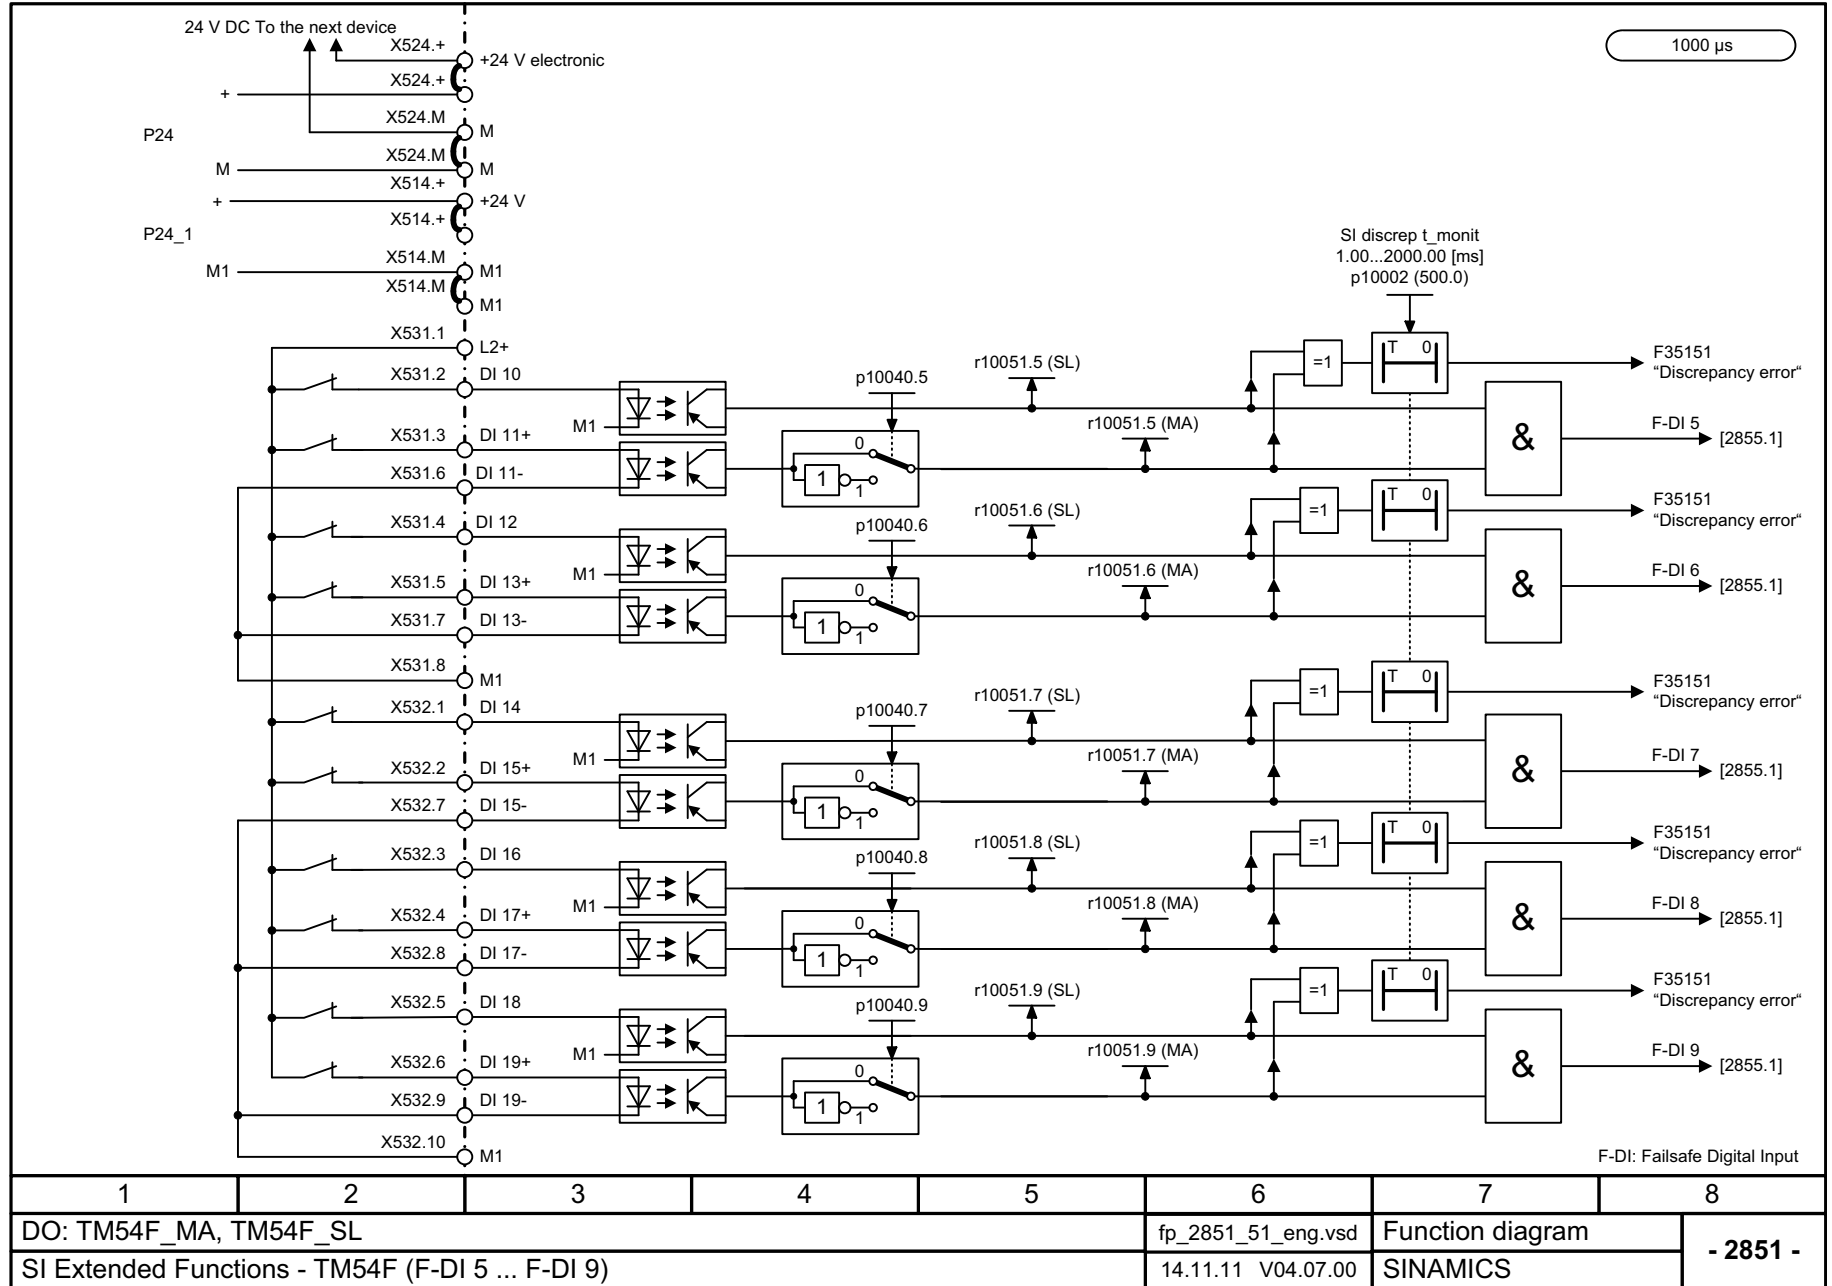 24 V DC To the next device
1000 µs
X524.+
+24 V electronic
X524.+
+
X524.M
M
P24
X524.M
M
M
X514.+
+
+24 V
X514.+
P24_1
X514.M
M1
M1
X514.M
M1
SI discrep t_monit
1.00...2000.00 [ms]
p10002 (500.0)
X531.1
L2+
X531.2
DI 10
M1
X531.3
DI 11+
X531.6
DI 11-
p10040.5
0
1
1
r10051.5 (SL)
r10051.5 (MA)
=1
T 0
F35151
“Discrepancy error“
&
F-DI 5
[2855.1]
X531.4
DI 12
M1
X531.5
DI 13+
X531.7
DI 13-
X531.8
M1
p10040.6
0
1
1
r10051.6 (SL)
r10051.6 (MA)
=1
T 0
F35151
“Discrepancy error“
&
F-DI 6
[2855.1]
X532.1
DI 14
M1
X532.2
DI 15+
X532.7
DI 15-
p10040.7
0
1
1
r10051.7 (SL)
r10051.7 (MA)
=1
T 0
F35151
“Discrepancy error“
&
F-DI 7
[2855.1]
X532.3
DI 16
M1
X532.4
DI 17+
X532.8
DI 17-
p10040.8
0
1
1
r10051.8 (SL)
r10051.8 (MA)
=1
T 0
F35151
“Discrepancy error“
&
F-DI 8
[2855.1]
X532.5
DI 18
M1
X532.6
DI 19+
X532.9
DI 19-
X532.10
M1
p10040.9
0
1
1
r10051.9 (SL)
r10051.9 (MA)
=1
T 0
F35151
“Discrepancy error“
&
F-DI 9
[2855.1]
F-DI: Failsafe Digital Input
1 2 3 4 5 6 7 8
DO: TM54F_MA, TM54F_SL
fp_2851_51_eng.vsd
Function diagram
- 2851 -
SI Extended Functions - TM54F (F-DI 5 ... F-DI 9)
14.11.11 V04.07.00
SINAMICS